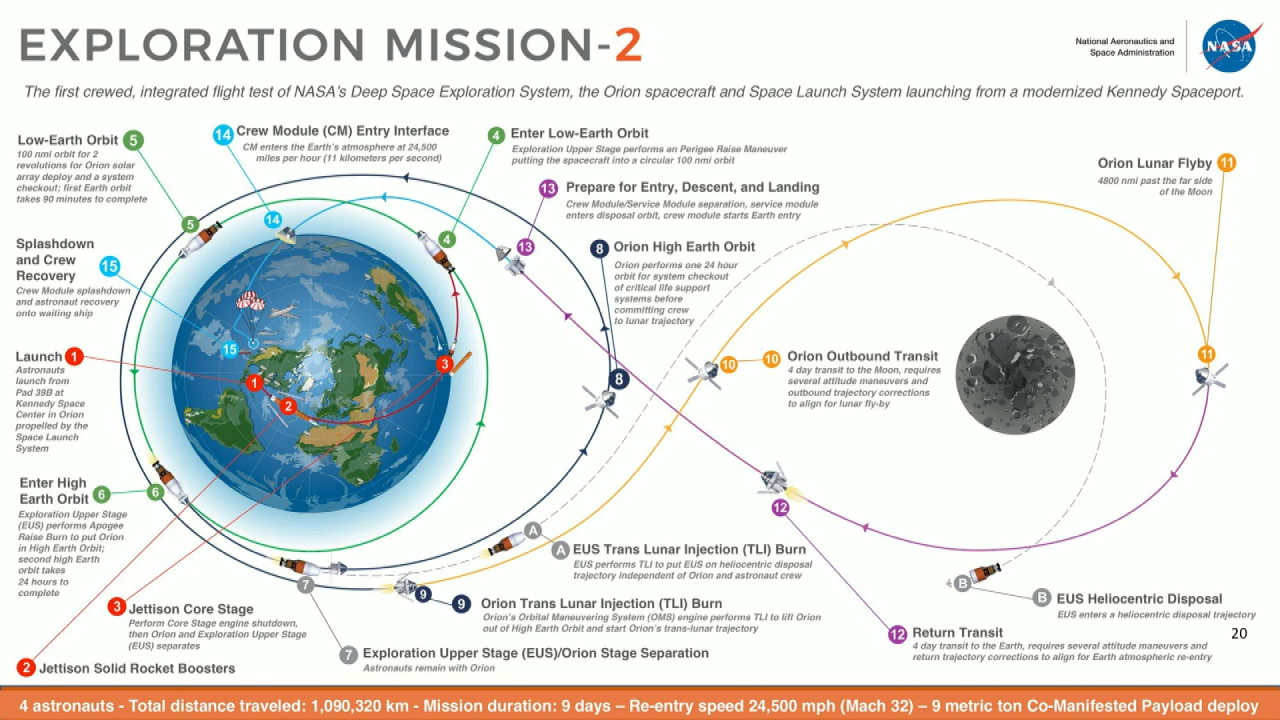 EXPLORATION MISSION-2
National Aeronautics and
Space Administration
NASA
The first crewed, integrated flight test of NASA's Deep Space Exploration System, the Orion spacecraft and Space Launch System launching from a modernized Kennedy Spaceport.
Low-Earth Orbit 5
100 nmi orbit for 2
revolutions for Orion solar
array deploy and a system
checkout; first Earth orbit
takes 90 minutes to complete
14 Crew Module (CM) Entry Interface
CM enters the Earth's atmosphere at 24,500
miles per hour (11 kilometers per second)
4 Enter Low-Earth Orbit
Exploration Upper Stage performs an Perigee Raise Maneuver
putting the spacecraft into a circular 100 nmi orbit
13 Prepare for Entry, Descent, and Landing
Crew Module/Service Module separation, service module
enters disposal orbit, crew module starts Earth entry
Orion Lunar Flyby 11
4800 nmi past the far side
of the Moon
8 Orion High Earth Orbit
Orion performs one 24 hour
orbit for system checkout
of critical life support
systems before
committing crew
to lunar trajectory
Splashdown
and Crew
Recovery 15
Crew Module splashdown
and astronaut recovery
onto waiting ship
5
14
4
13
15
1
2
3
8
10
11
6
12
A
7
9
B
Launch 1
Astronauts
launch from
Pad 39B at
Kennedy Space
Center in Orion
propelled by the
Space Launch
System
10 Orion Outbound Transit
4 day transit to the Moon, requires
several attitude maneuvers and
outbound trajectory corrections
to align for lunar fly-by
Enter High
Earth Orbit 6
Exploration Upper Stage
(EUS) performs Apogee
Raise Burn to put Orion
in High Earth Orbit;
second high Earth
orbit takes
24 hours to
complete
A EUS Trans Lunar Injection (TLI) Burn
EUS performs TLI to put EUS on heliocentric disposal
trajectory independent of Orion and astronaut crew
3 Jettison Core Stage
Perform Core Stage engine shutdown,
then Orion and Exploration Upper Stage
(EUS) separates
9 Orion Trans Lunar Injection (TLI) Burn
Orion's Orbital Maneuvering System (OMS) engine performs TLI to lift Orion
out of High Earth Orbit and start Orion's trans-lunar trajectory
B EUS Heliocentric Disposal
EUS enters a heliocentric disposal trajectory
12 Return Transit
4 day transit to the Earth, requires several attitude maneuvers and
return trajectory corrections to align for Earth atmospheric re-entry
20
7 Exploration Upper Stage (EUS)/Orion Stage Separation
Astronauts remain with Orion
2 Jettison Solid Rocket Boosters
4 astronauts - Total distance traveled: 1,090,320 km - Mission duration: 9 days – Re-entry speed 24,500 mph (Mach 32) – 9 metric ton Co-Manifested Payload deploy